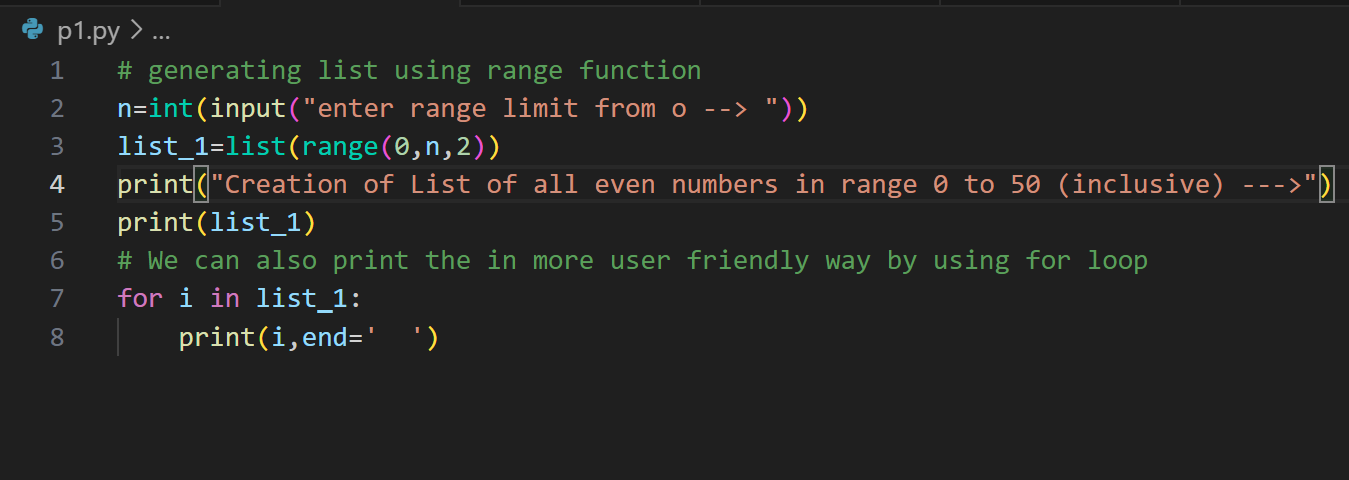 p1.py > ...
1 # generating list using range function
2 n=int(input("enter range limit from o --> "))
3 list_1=list(range(0,n,2))
4 print("Creation of List of all even numbers in range 0 to 50 (inclusive) --->")
5 print(list_1)
6 # We can also print the in more user friendly way by using for loop
7 for i in list_1:
8     print(i,end='  ')